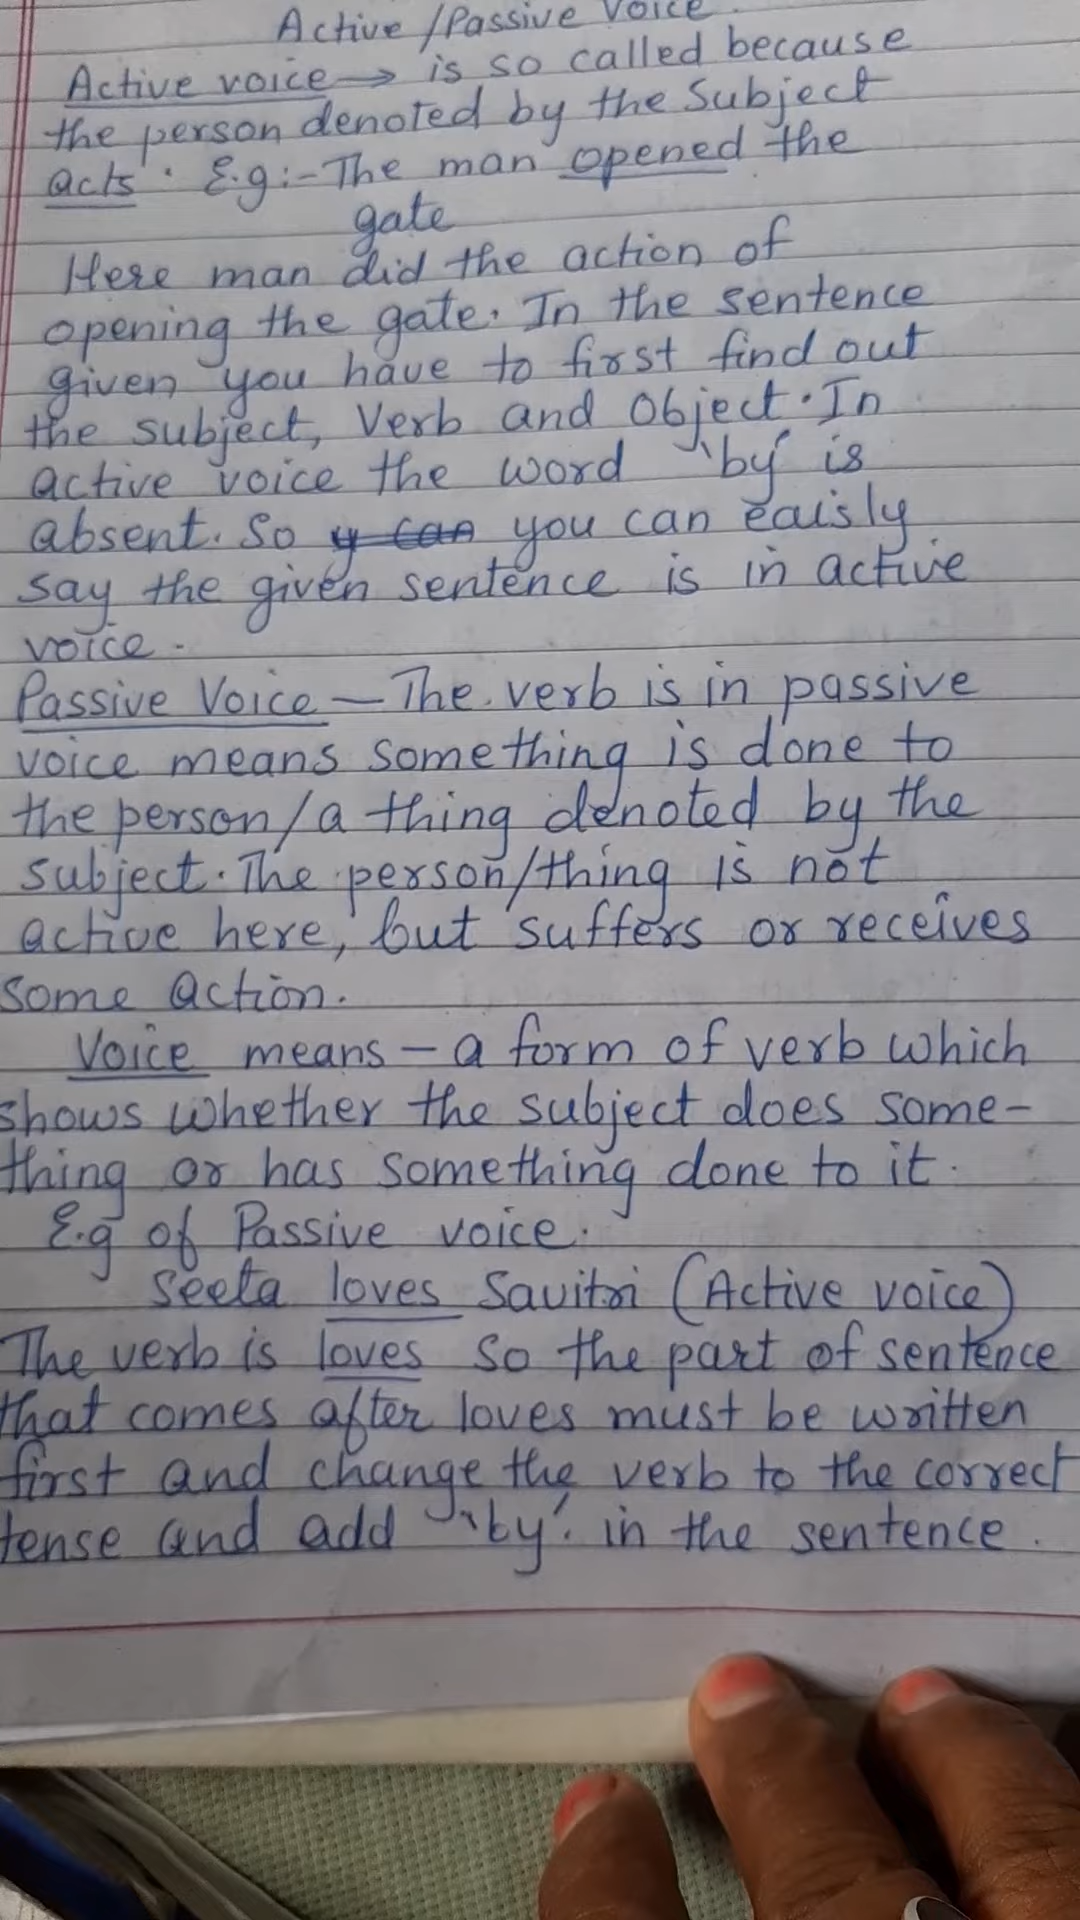 Active /Passive Voice
Active voice → is so called because
the person denoted by the Subject
acts. E.g:- The man opened the
gate
Here man did the action of
opening the gate. In the sentence
given you have to first find out
the subject, Verb and Object. In
active voice the word 'by' is
absent. So y can you can eaisly
say the given sentence is in active
voice.
Passive Voice — The verb is in passive
voice means something is done to
the person/a thing denoted by the
subject. The person/thing is not
active here, but suffers or receives
some action.
Voice means - a form of verb which
shows whether the subject does some-
thing or has something done to it.
E.g of Passive voice.
Seeta loves Savitri (Active voice)
The verb is loves so the part of sentence
that comes after loves must be written
first and change the verb to the correct
tense and add 'by'. in the sentence.